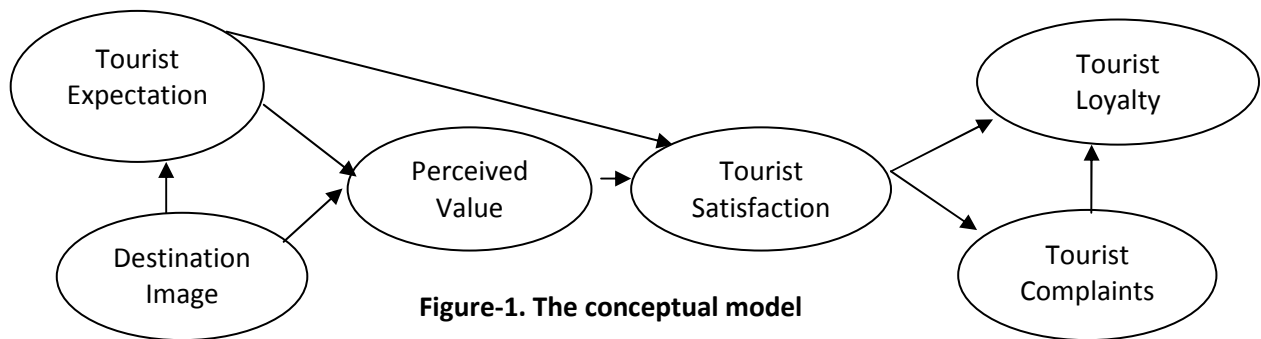 Tourist
Expectation
Destination
Image
Perceived
Value
Tourist
Satisfaction
Tourist
Loyalty
Tourist
Complaints
Figure-1. The conceptual model